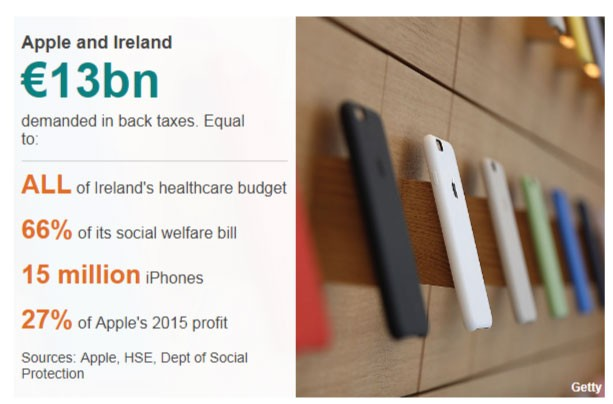 Apple and Ireland
€13bn
demanded in back taxes. Equal
to:
ALL of Ireland's healthcare budget
66% of its social welfare bill
15 million iPhones
27% of Apple's 2015 profit
Sources: Apple, HSE, Dept of Social
Protection
Getty